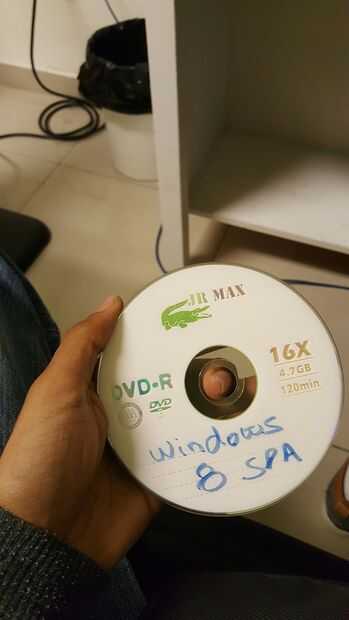 JR MAX
16X
4.7GB
120min
DVD-R
DVD
Windows
8 SPA